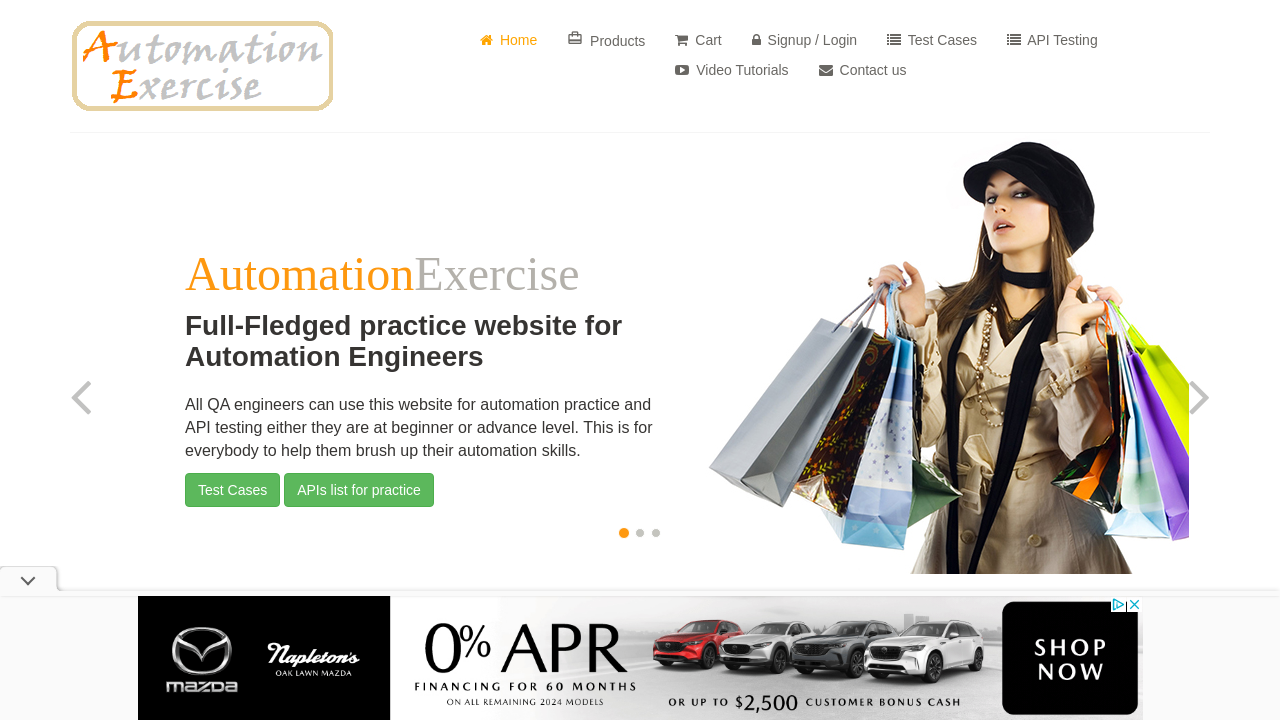 Automation
Exercise
Home Products Cart Signup / Login Test Cases API Testing
Video Tutorials Contact us
AutomationExercise
Full-Fledged practice website for
Automation Engineers
All QA engineers can use this website for automation practice and
API testing either they are at beginner or advance level. This is for
everybody to help them brush up their automation skills.
Test Cases APIs list for practice
mazda
Napleton's
OAK LAWN MAZDA
0% APR
FINANCING FOR 60 MONTHS
ON ALL REMAINING 2024 MODELS
OR UP TO $2,500 CUSTOMER BONUS CASH
SHOP
NOW